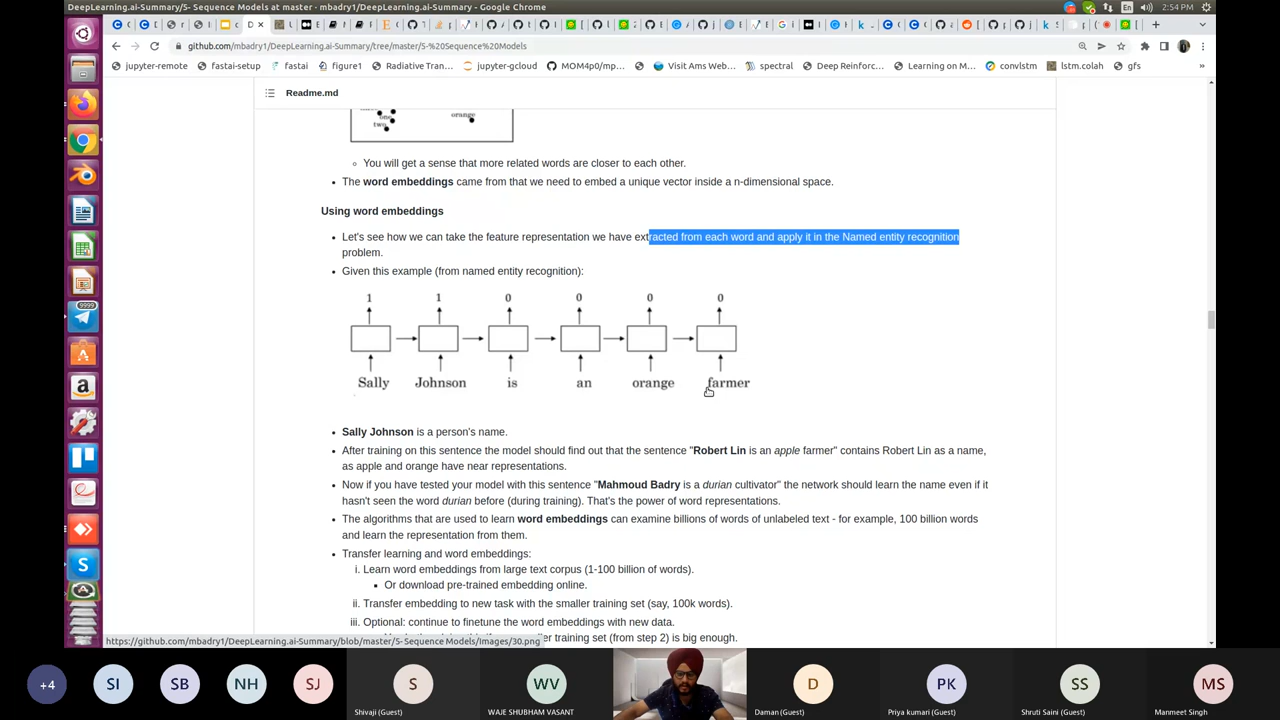 DeepLearning.ai-Summary/5- Sequence Models at master · mbadry1/DeepLearning.ai-Summary - Google Chrome
En
2:54 PM
github.com/mbadry1/DeepLearning.ai-Summary/tree/master/5-%20Sequence%20Models
jupyter-remote fastai-setup fastai figure1 Radiative Tran... jupyter-gcloud MOM4p0/mp... Visit Ams Web... spectral Deep Reinforc... Learning on M... convlstm lstm.colah gfs »
Readme.md
one
two
orange
You will get a sense that more related words are closer to each other.
The word embeddings came from that we need to embed a unique vector inside a n-dimensional space.
Using word embeddings
Let's see how we can take the feature representation we have extracted from each word and apply it in the Named entity recognition
problem.
Given this example (from named entity recognition):
1 1 0 0 0 0
Sally Johnson is an orange farmer
Sally Johnson is a person's name.
After training on this sentence the model should find out that the sentence "Robert Lin is an apple farmer" contains Robert Lin as a name,
as apple and orange have near representations.
Now if you have tested your model with this sentence "Mahmoud Badry is a durian cultivator" the network should learn the name even if it
hasn't seen the word durian before (during training). That's the power of word representations.
The algorithms that are used to learn word embeddings can examine billions of words of unlabeled text - for example, 100 billion words
and learn the representation from them.
Transfer learning and word embeddings:
i. Learn word embeddings from large text corpus (1-100 billion of words).
Or download pre-trained embedding online.
ii. Transfer embedding to new task with the smaller training set (say, 100k words).
iii. Optional: continue to finetune the word embeddings with new data.
er training set (from step 2) is big enough.
https://github.com/mbadry1/DeepLearning.ai-Summary/blob/master/5- Sequence Models/Images/30.png
+4 SI SB NH SJ S WV D PK SS MS
Shivaji (Guest) WAJE SHUBHAM VASANT Daman (Guest) Priya kumari (Guest) Shruti Saini (Guest) Manmeet Singh